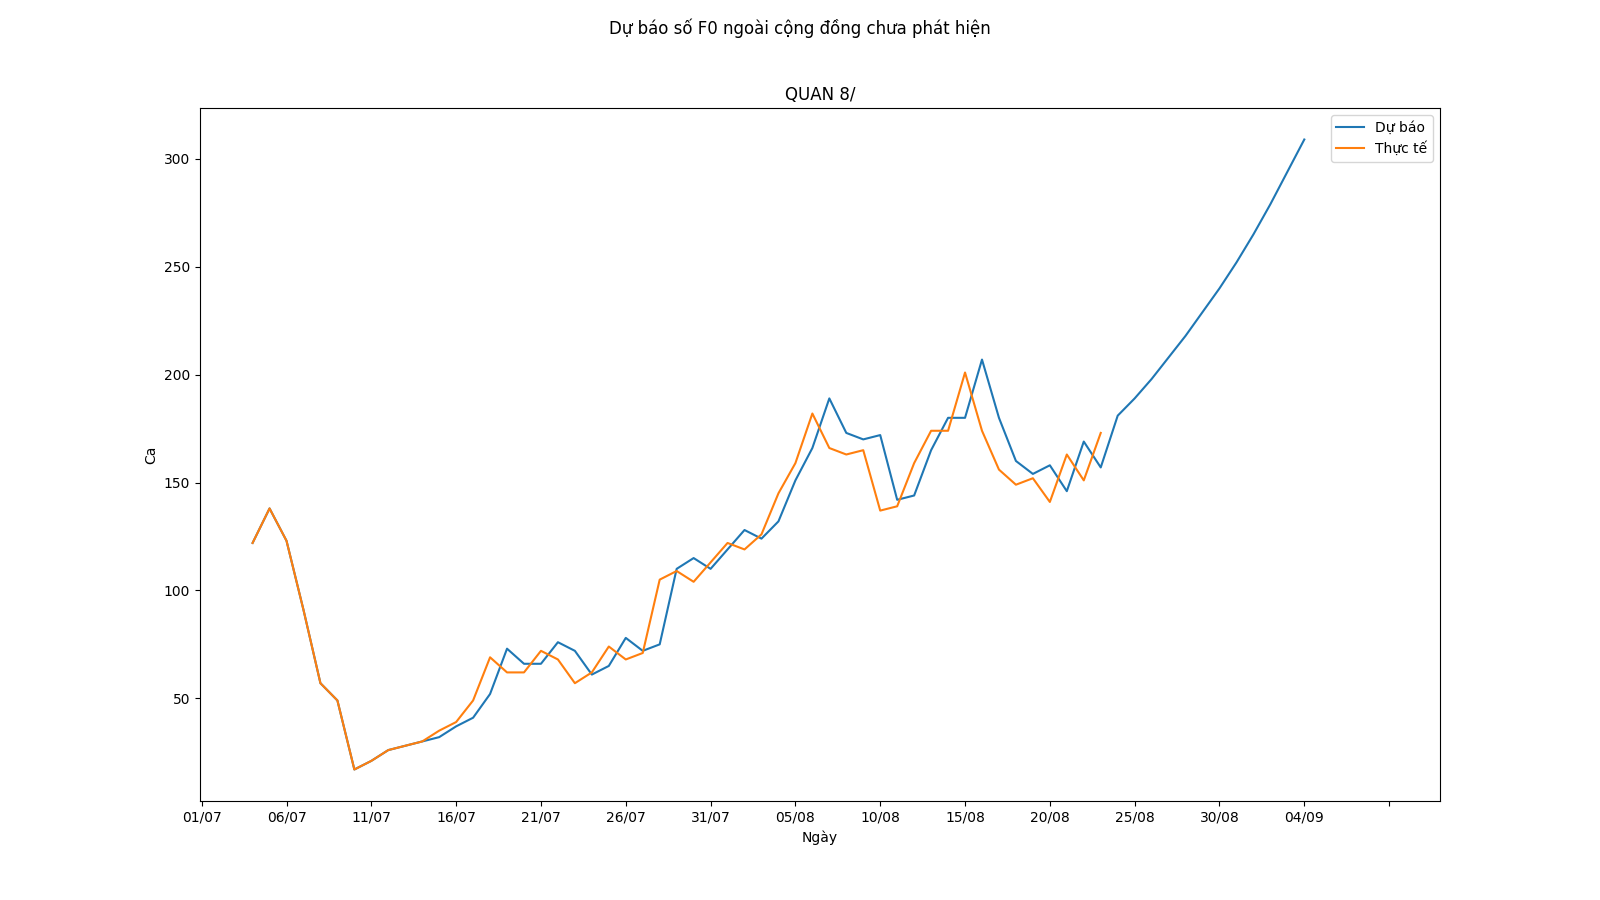 Dự báo số F0 ngoài cộng đồng chưa phát hiện
QUAN 8/
Dự báo
Thực tế
300
250
200
150
100
50
Ca
01/07 06/07 11/07 16/07 21/07 26/07 31/07 05/08 10/08 15/08 20/08 25/08 30/08 04/09
Ngày